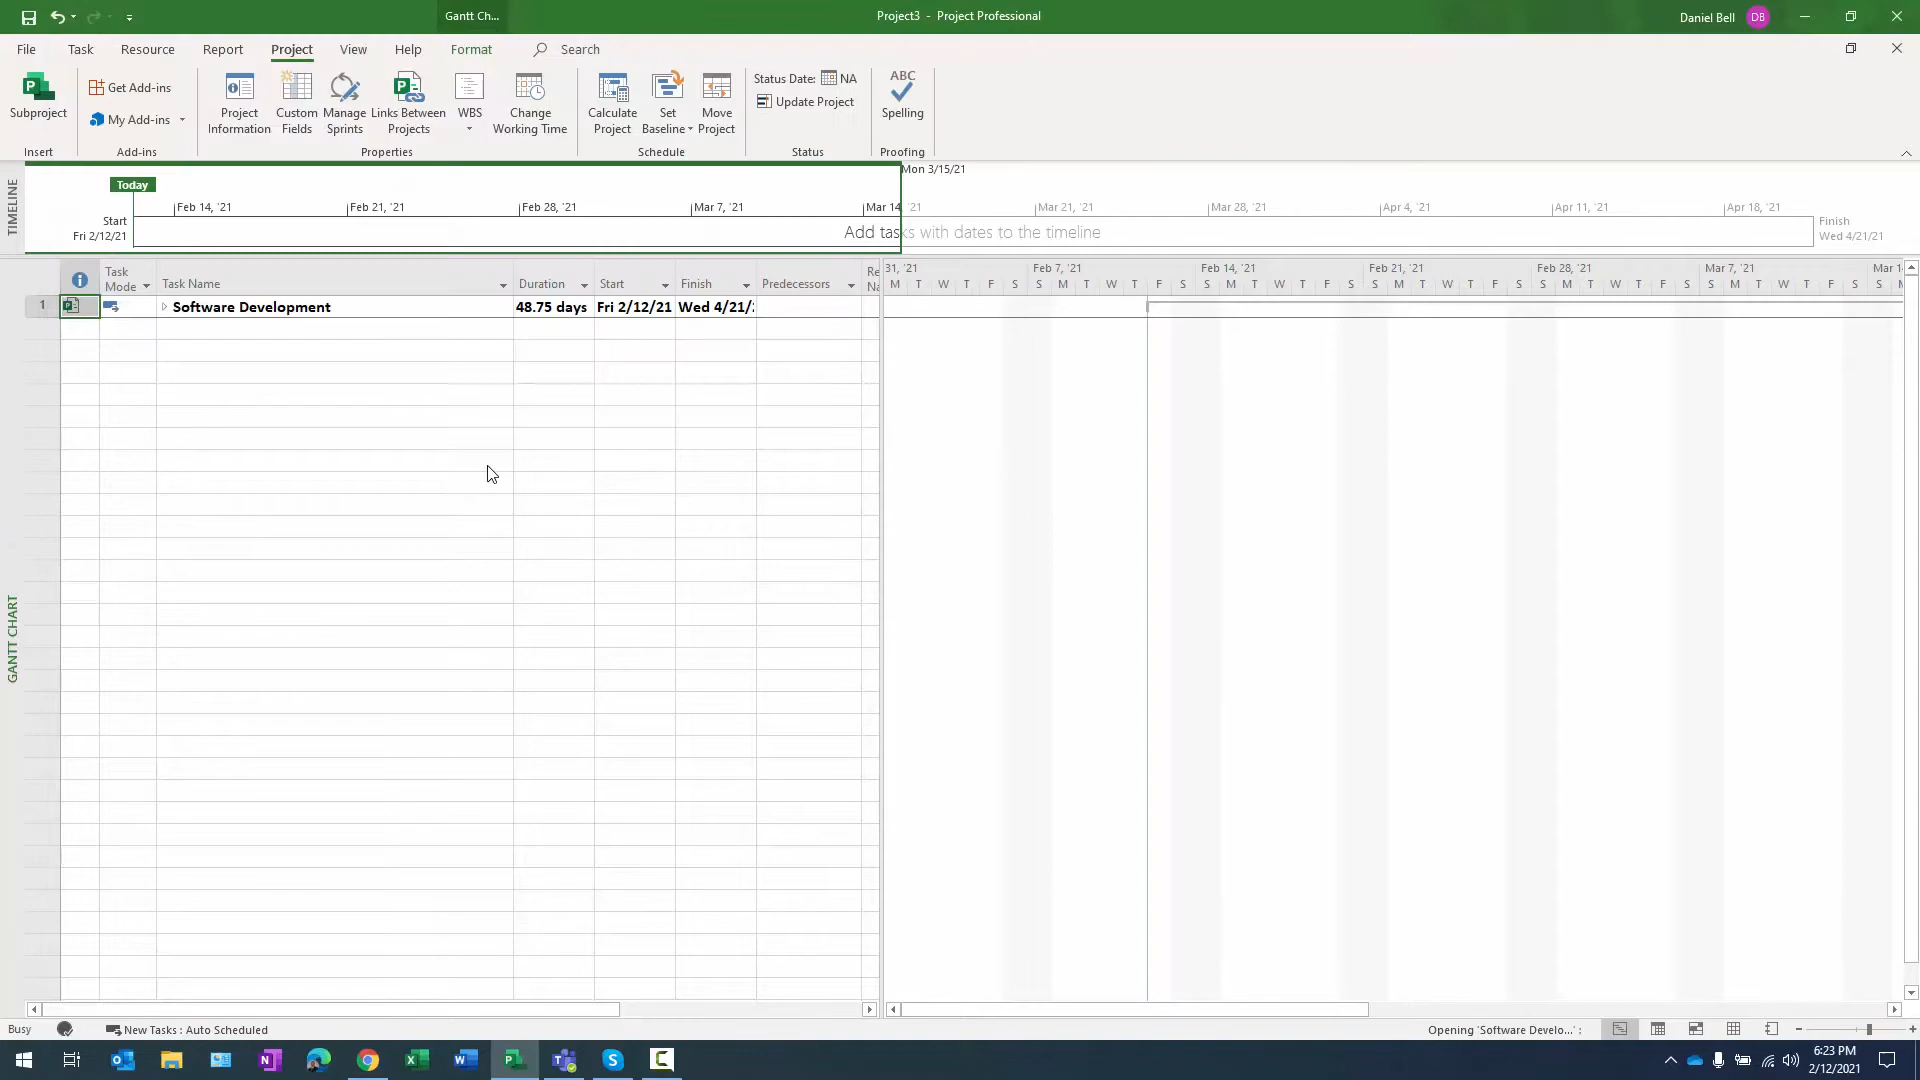 Gantt Ch...
Project3 - Project Professional
Daniel Bell DB
File Task Resource Report Project View Help Format Search
Subproject
Get Add-ins
My Add-ins
Project Information
Custom Fields
Manage Sprints
Links Between Projects
WBS
Change Working Time
Calculate Project
Set Baseline
Move Project
Status Date: NA
Update Project
ABC
Spelling
Insert Add-ins Properties Schedule Status Proofing
TIMELINE
Mon 3/15/21
Today
Feb 14, '21 Feb 21, '21 Feb 28, '21 Mar 7, '21 Mar 14, '21 Mar 21, '21 Mar 28, '21 Apr 4, '21 Apr 11, '21 Apr 18, '21
Start
Fri 2/12/21
Add tasks with dates to the timeline
Finish
Wed 4/21/21
Task Mode Task Name Duration Start Finish Predecessors Re Na
31, '21 Feb 7, '21 Feb 14, '21 Feb 21, '21 Feb 28, '21 Mar 7, '21 Mar 1
M T W T F S S M T W T F S S M T W T F S S M T W T F S S M T W T F S S M T W T F S S
1 Software Development 48.75 days Fri 2/12/21 Wed 4/21/
GANTT CHART
Busy New Tasks : Auto Scheduled Opening 'Software Develo...' :
6:23 PM
2/12/2021